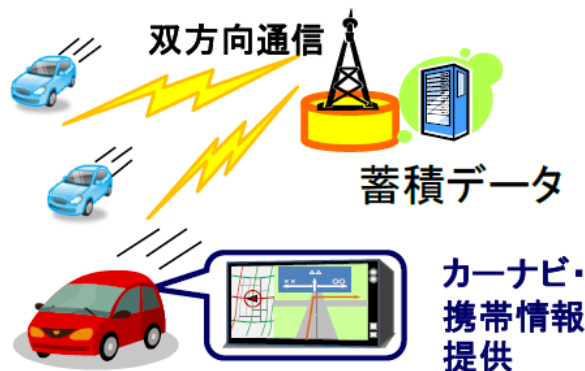 双方向通信
蓄積データ
カーナビ・
携帯情報
提供